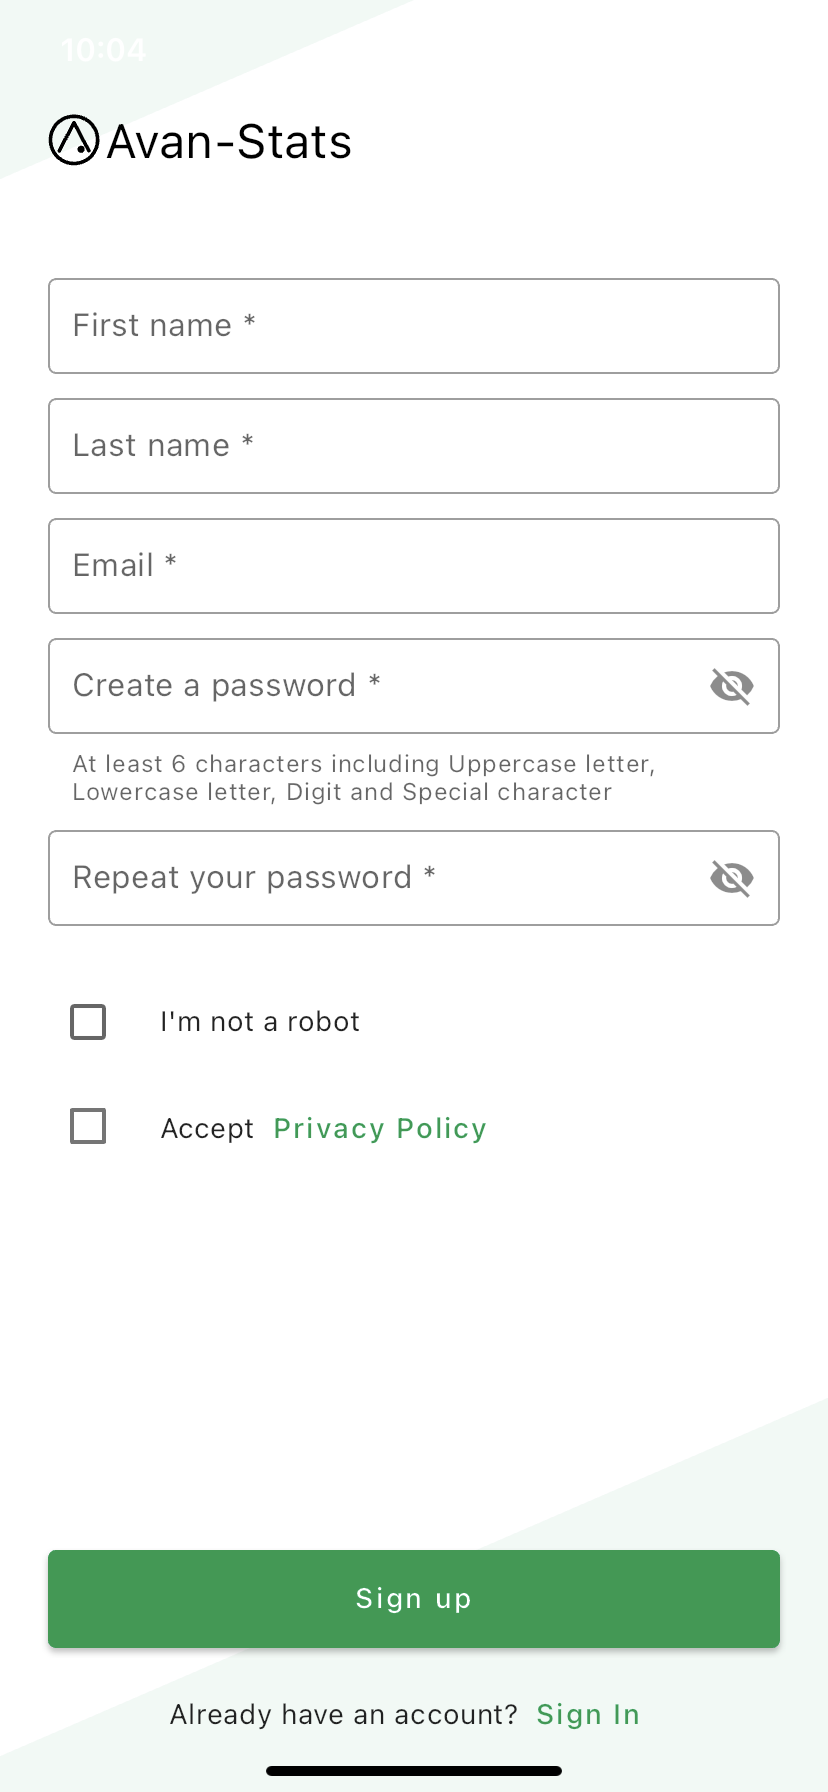 10:04
Avan-Stats
First name *
Last name *
Email *
Create a password *
At least 6 characters including Uppercase letter,
Lowercase letter, Digit and Special character
Repeat your password *
I'm not a robot
Accept Privacy Policy
Sign up
Already have an account? Sign In